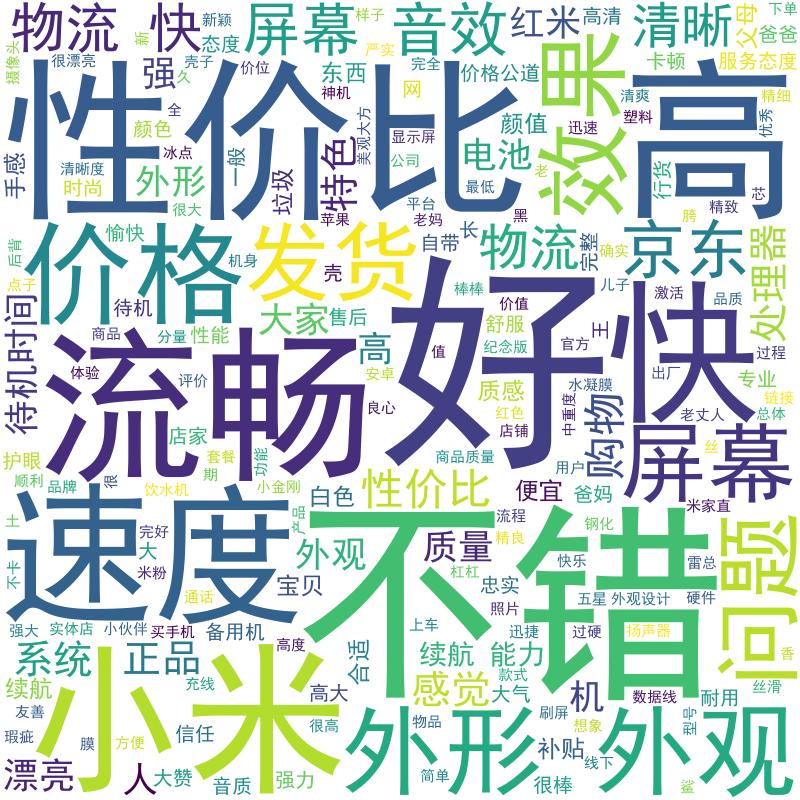 物流
快
新颖
态度
屏幕
样子
音效
严实
完全
红米
高清
清晰
父母
下单
爸爸
摄像头
很漂亮
新
壳子
久
价位
强
东西
神机
网
价格公道
卡顿
服务态度
性价比
高
效果
手感
清晰度
时尚
颜色
冰点
外形
全
很大
一般
垃圾
特色
苹果
美观大方
公司
显示屏
平台
老妈
电池
最低
颜值
迅速
黑
老
清爽
塑料
行货
芯
精致
精细
优秀
胯
后背
点子
价格
愉快
机身
发货
壳
自带
长
物流
完整
确实
京东
处理器
待机时间
待机
商品
分量
性能
大家
售后
高
棒棒
价值
舒服
纪念版
王
官方
儿子
激活
品质
出厂
过程
流畅
好
快
体验
评价
值
安卓
良心
质感
红色
店铺
水凝膜
中重度
老丈人
专业
链接
总体
护眼
顺利
品牌
店家
套餐
期
功能
很
饮水机
小金刚
商品质量
用户
购物
丝
屏幕
速度
土
不卡
完好
大
米粉
通话
产品
白色
性价比
便宜
爸妈
米家直
外观
质量
流程
精良
钢化
宝贝
杠杠
忠实
照片
快乐
五星
雷总
外观设计
硬件
不错
问题
强大
实体店
小伙伴
买手机
备用机
高度
上车
迅捷
过硬
扬声器
香
系统
正品
合适
续航
能力
款式
丝滑
续航
友善
瑕疵
小米
充线
高大
感觉
大气
机
数据线
耐用
型号
信任
很高
物品
外形
刷屏
想象
外观
漂亮
膜
方便
人
大赞
音质
强力
简单
很棒
补贴
线下
鲨